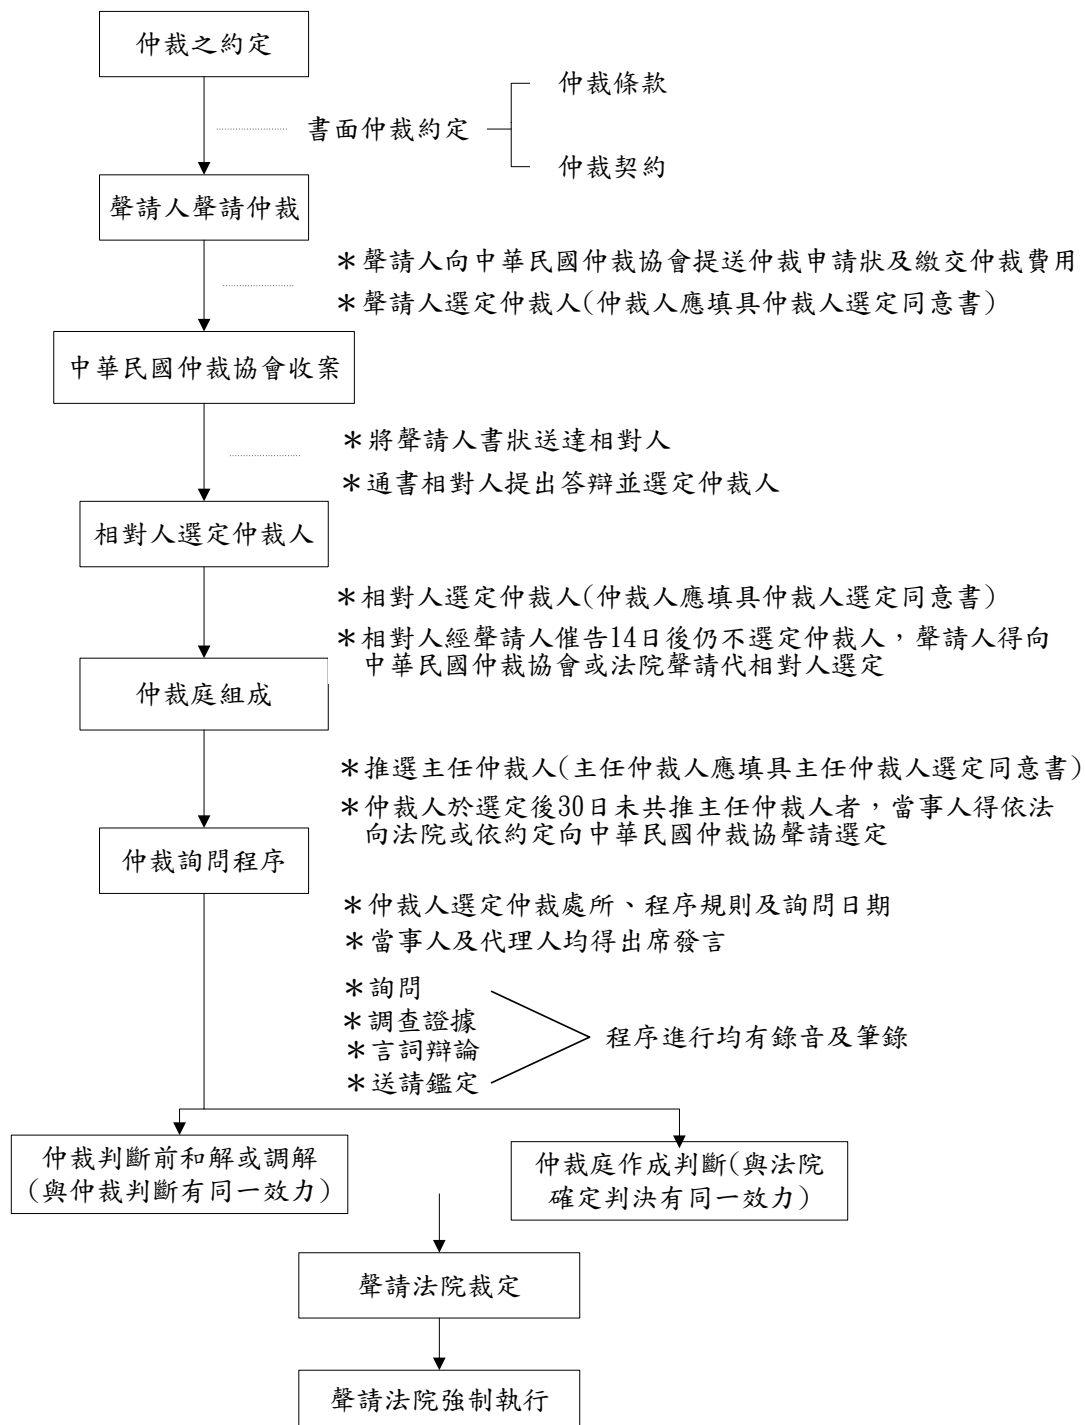 仲裁之約定
仲裁條款
書面仲裁約定
仲裁契約
聲請人聲請仲裁
＊聲請人向中華民國仲裁協會提送仲裁申請狀及繳交仲裁費用
＊聲請人選定仲裁人(仲裁人應填具仲裁人選定同意書)
中華民國仲裁協會收案
＊將聲請人書狀送達相對人
＊通書相對人提出答辯並選定仲裁人
相對人選定仲裁人
＊相對人選定仲裁人(仲裁人應填具仲裁人選定同意書)
＊相對人經聲請人催告14日後仍不選定仲裁人，聲請人得向
中華民國仲裁協會或法院聲請代相對人選定
仲裁庭組成
＊推選主任仲裁人(主任仲裁人應填具主任仲裁人選定同意書)
＊仲裁人於選定後30日未共推主任仲裁人者，當事人得依法
向法院或依約定向中華民國仲裁協聲請選定
仲裁詢問程序
＊仲裁人選定仲裁處所、程序規則及詢問日期
＊當事人及代理人均得出席發言
＊詢問
＊調查證據
＊言詞辯論
＊送請鑑定
程序進行均有錄音及筆錄
仲裁判斷前和解或調解
(與仲裁判斷有同一效力)
仲裁庭作成判斷(與法院
確定判決有同一效力)
聲請法院裁定
聲請法院強制執行